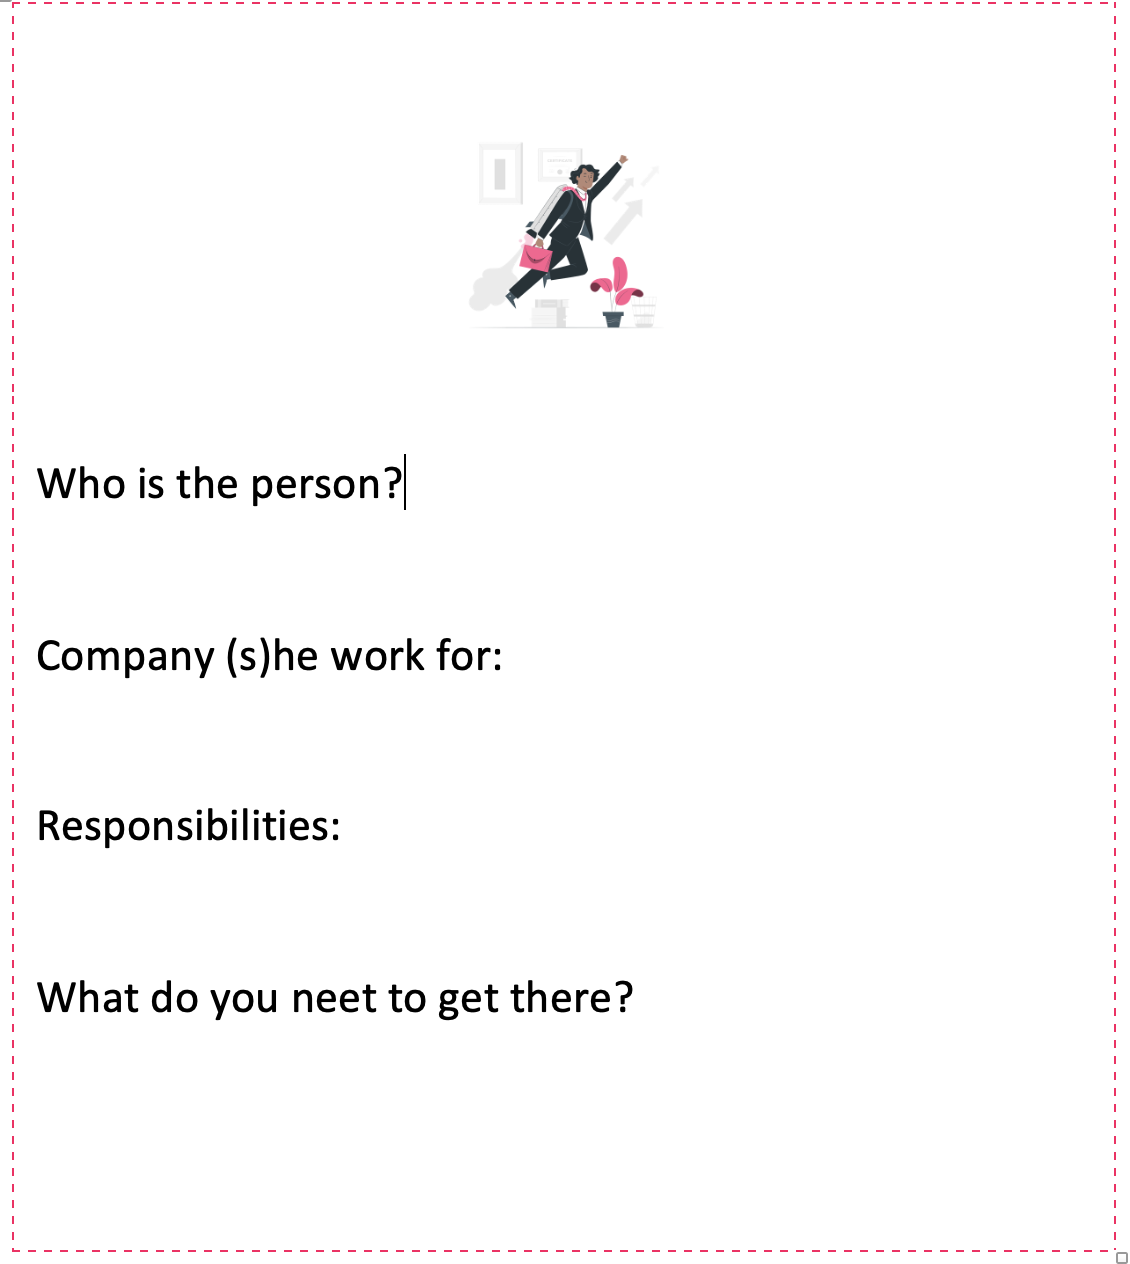 Who is the person?
Company (s)he work for:
Responsibilities:
What do you neet to get there?